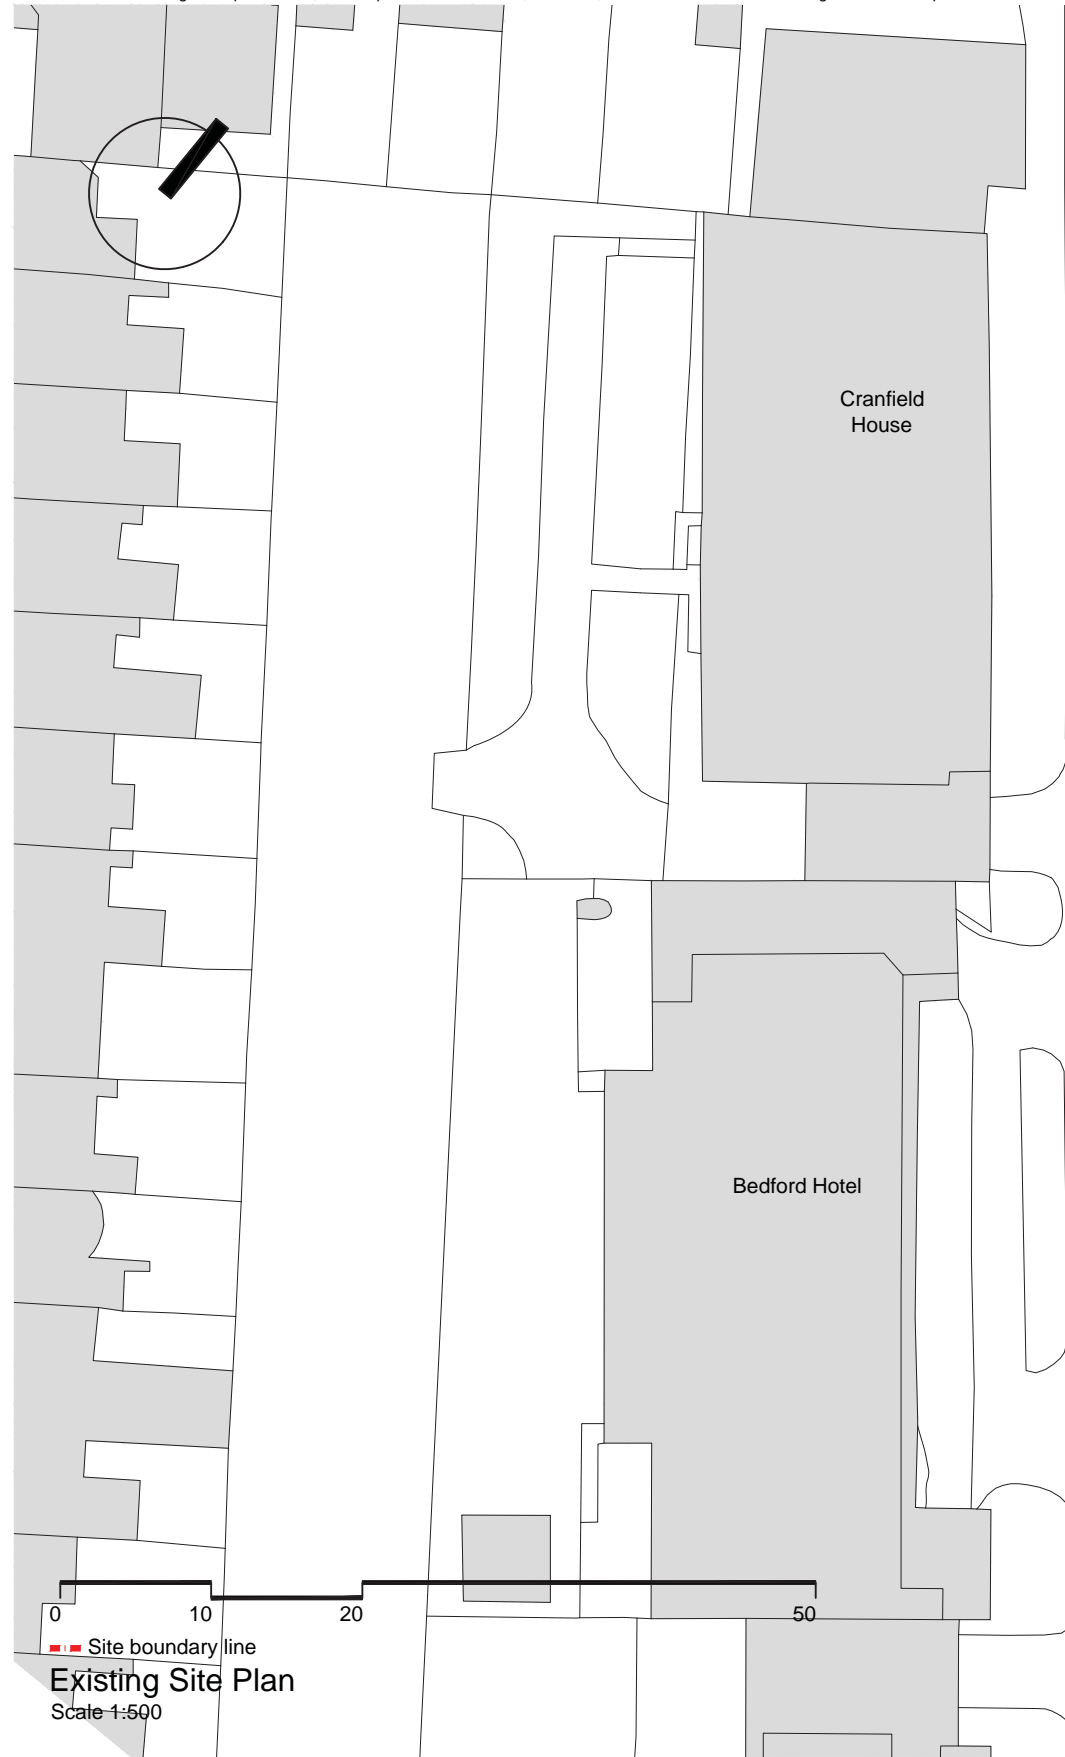 Cranfield
House
Bedford Hotel
0 10 20 50
Site boundary line
Existing Site Plan
Scale 1:500